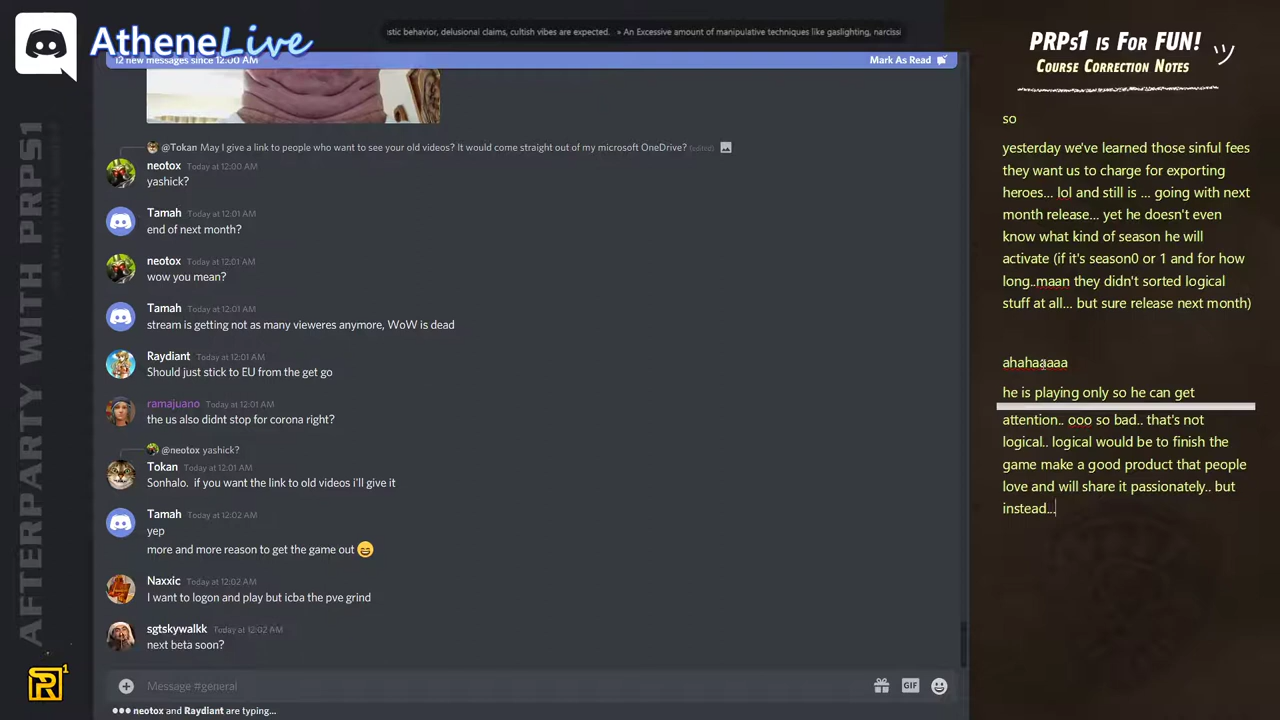 AtheneLive
istic behavior, delusional claims, cultish vibes are expected. » An Excessive amount of manipulative techniques like gaslighting, narcissi
12 new messages since 12:00 AM
Mark As Read
@Tokan May I give a link to people who want to see your old videos? It would come straight out of my microsoft OneDrive? (edited)
neotox Today at 12:00 AM
yashick?
Tamah Today at 12:01 AM
end of next month?
neotox Today at 12:01 AM
wow you mean?
Tamah Today at 12:01 AM
stream is getting not as many vieweres anymore, WoW is dead
Raydiant Today at 12:01 AM
Should just stick to EU from the get go
ramajuano Today at 12:01 AM
the us also didnt stop for corona right?
@neotox yashick?
Tokan Today at 12:01 AM
Sonhalo. if you want the link to old videos i'll give it
Tamah Today at 12:02 AM
yep
more and more reason to get the game out
Naxxic Today at 12:02 AM
I want to logon and play but icba the pve grind
sgtskywalkk Today at 12:02 AM
next beta soon?
Message #general
GIF
neotox and Raydiant are typing...
AFTERPARTY WITH PRPS1
R1
PRPs1 is For FUN! ツ
Course Correction Notes
so
yesterday we've learned those sinful fees
they want us to charge for exporting
heroes... lol and still is ... going with next
month release... yet he doesn't even
know what kind of season he will
activate (if it's season0 or 1 and for how
long..maan they didn't sorted logical
stuff at all... but sure release next month)
ahahaaaaa
he is playing only so he can get
attention.. ooo so bad.. that's not
logical.. logical would be to finish the
game make a good product that people
love and will share it passionately.. but
instead...